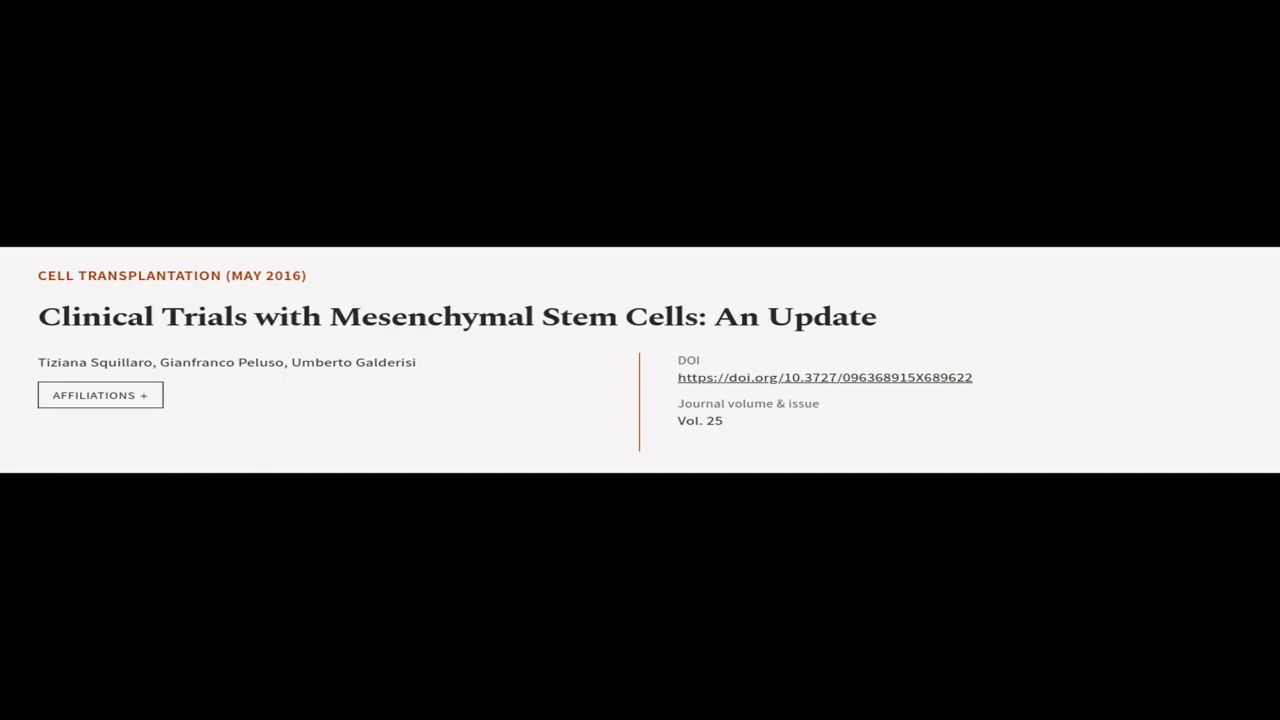 CELL TRANSPLANTATION (MAY 2016)
Clinical Trials with Mesenchymal Stem Cells: An Update
Tiziana Squillaro, Gianfranco Peluso, Umberto Galderisi
AFFILIATIONS +
DOI
https://doi.org/10.3727/096368915X689622
Journal volume & issue
Vol. 25